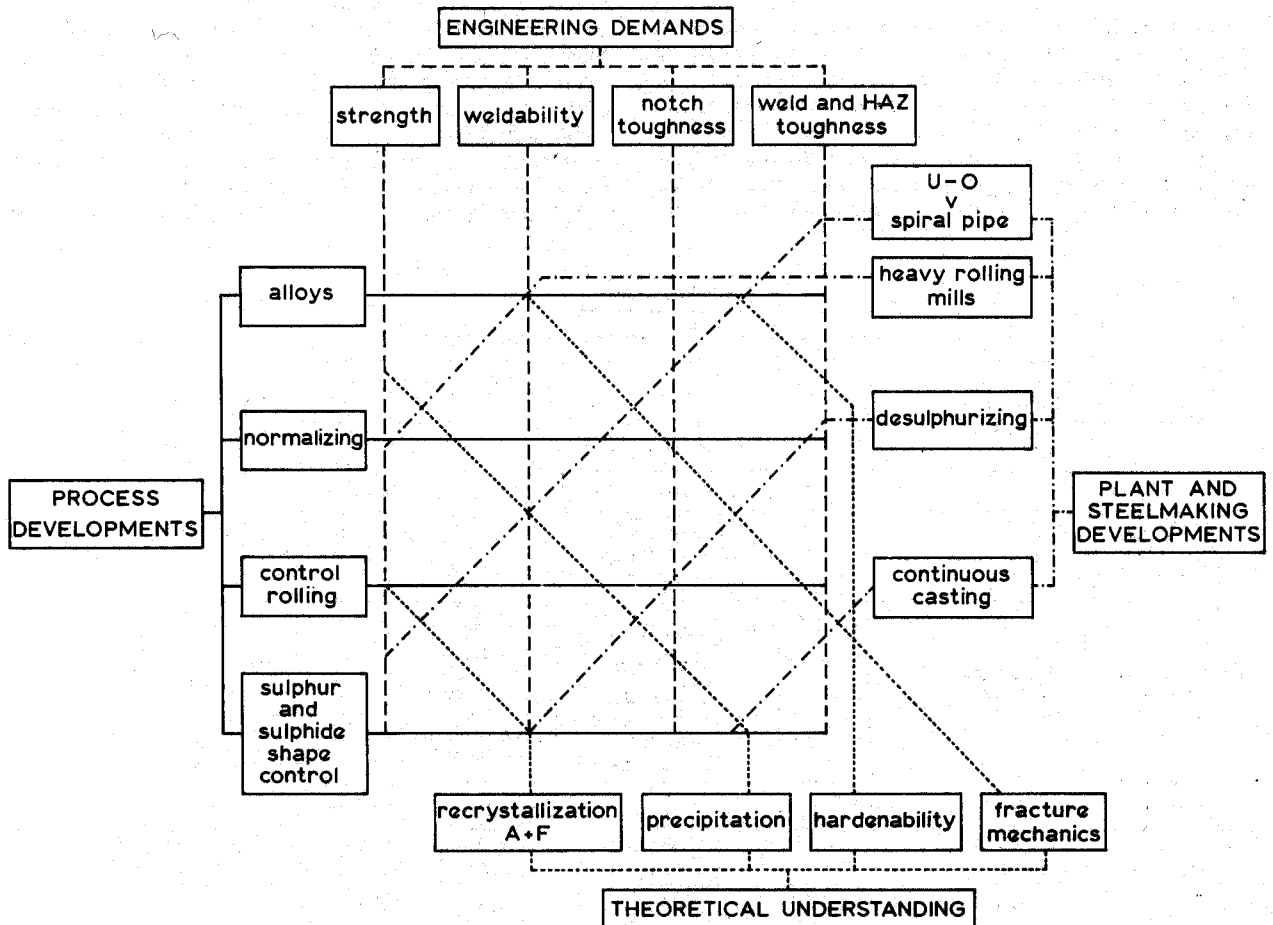 ENGINEERING DEMANDS
strength
weldability
notch
toughness
weld and HAZ
toughness
U-O
v
spiral pipe
heavy rolling
mills
alloys
normalizing
desulphurizing
PROCESS
DEVELOPMENTS
PLANT AND
STEELMAKING
DEVELOPMENTS
control
rolling
continuous
casting
sulphur
and
sulphide
shape
control
recrystallization
A+F
precipitation
hardenability
fracture
mechanics
THEORETICAL UNDERSTANDING